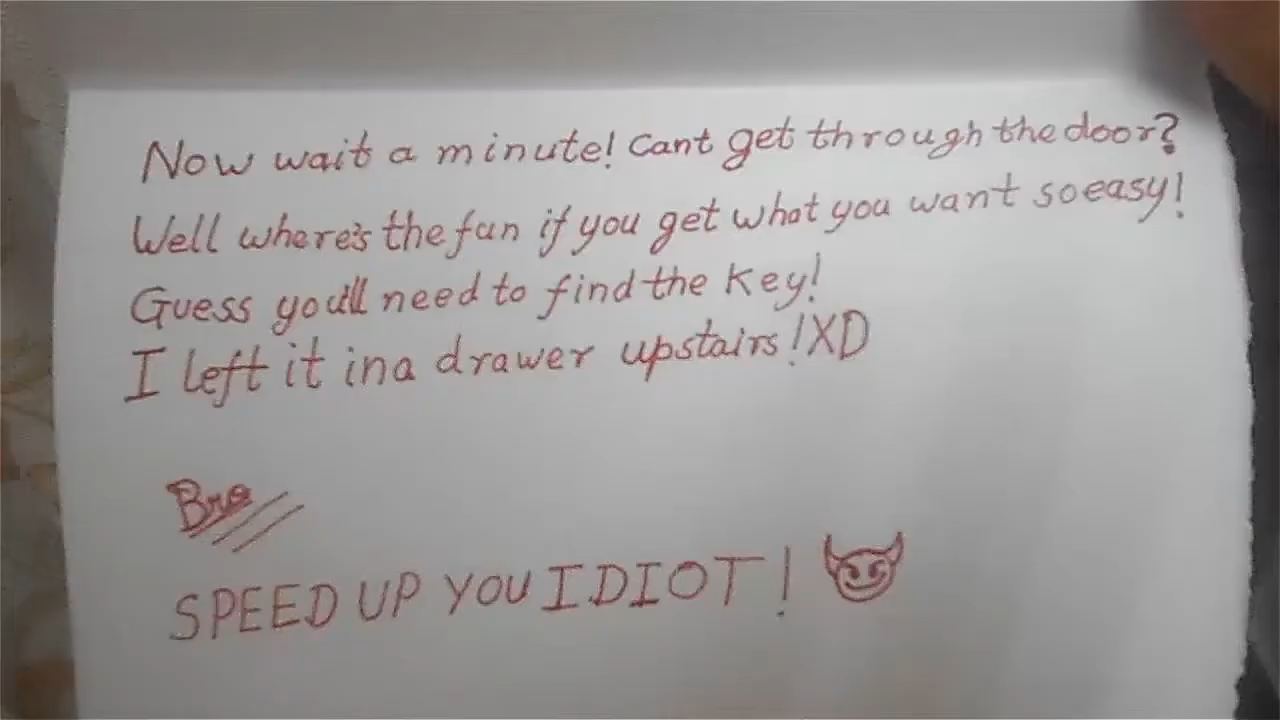 Now wait a minute! Cant get through the door?
Well where's the fun if you get what you want so easy!
Guess you'll need to find the key!
I left it in a drawer upstairs! XD
Bro
SPEED UP YOU IDIOT!